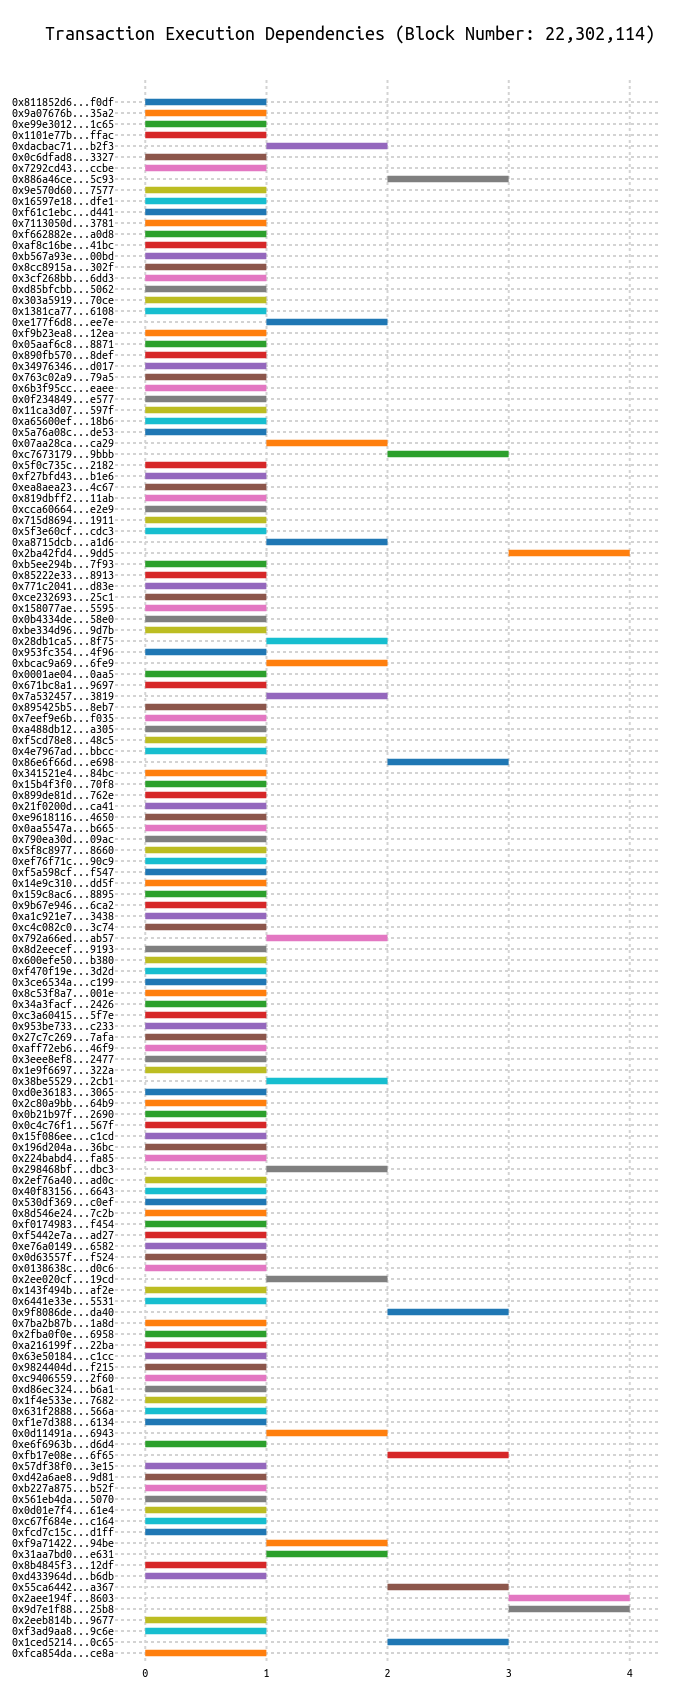 Transaction Execution Dependencies (Block Number: 22,302,114)
0x811852d6...f0df
0x9a07676b...35a2
0xe99e3012...1c65
0x1101e77b...ffac
0xdacbac71...b2f3
0x0c6dfad8...3327
0x7292cd43...ccbe
0x886a46ce...5c93
0x9e570d60...7577
0x16597e18...dfe1
0xf61c1ebc...d441
0x7113050d...3781
0xf662882e...a0d8
0xaf8c16be...41bc
0xb567a93e...00bd
0x8cc8915a...302f
0x3cf268bb...6dd3
0xd85bfcbb...5062
0x303a5919...70ce
0x1381ca77...6108
0xe177f6d8...ee7e
0xf9b23ea8...12ea
0x05aaf6c8...8871
0x890fb570...8def
0x34976346...d017
0x763c02a9...79a5
0x6b3f95cc...eaee
0x0f234849...e577
0x11ca3d07...597f
0xa65600ef...18b6
0x5a76a08c...de53
0x07aa28ca...ca29
0xc7673179...9bbb
0x5f0c735c...2182
0xf27bfd43...b1e6
0xea8aea23...4c67
0x819dbff2...11ab
0xcca60664...e2e9
0x715d8694...1911
0x5f3e60cf...cdc3
0xa8715dcb...a1d6
0x2ba42fd4...9dd5
0xb5ee294b...7f93
0x85222e33...8913
0x771c2041...d83e
0xce232693...25c1
0x158077ae...5595
0x0b4334de...58e0
0xbe334d96...9d7b
0x28db1ca5...8f75
0x953fc354...4f96
0xbcac9a69...6fe9
0x0001ae04...0aa5
0x671bc8a1...9697
0x7a532457...3819
0x895425b5...8eb7
0x7eef9e6b...f035
0xa488db12...a305
0xf5cd78e8...48c5
0x4e7967ad...bbcc
0x86e6f66d...e698
0x341521e4...84bc
0x15b4f3f0...70f8
0x899de81d...762e
0x21f0200d...ca41
0xe9618116...4650
0x0aa5547a...b665
0x790ea30d...09ac
0x5f8c8977...8660
0xef76f71c...90c9
0xf5a598cf...f547
0x14e9c310...dd5f
0x159c8ac6...8895
0x9b67e946...6ca2
0xa1c921e7...3438
0xc4c082c0...3c74
0x792a66ed...ab57
0x8d2eecef...9193
0x600efe50...b380
0xf470f19e...3d2d
0x3ce6534a...c199
0x8c53f8a7...001e
0x34a3facf...2426
0xc3a60415...5f7e
0x953be733...c233
0x27c7c269...7afa
0xaff72eb6...46f9
0x3eee8ef8...2477
0x1e9f6697...322a
0x38be5529...2cb1
0xd0e36183...3065
0x2c80a9bb...64b9
0x0b21b97f...2690
0x0c4c76f1...567f
0x15f086ee...c1cd
0x196d204a...36bc
0x224babd4...fa85
0x298468bf...dbc3
0x2ef76a40...ad0c
0x40f83156...6643
0x530df369...c0ef
0x8d546e24...7c2b
0xf0174983...f454
0xf5442e7a...ad27
0xe76a0149...6582
0x0d63557f...f524
0x0138638c...d0c6
0x2ee020cf...19cd
0x143f494b...af2e
0x6441e33e...5531
0x9f8086de...da40
0x7ba2b87b...1a8d
0x2fba0f0e...6958
0xa216199f...22ba
0x63e50184...c1cc
0x9824404d...f215
0xc9406559...2f60
0xd86ec324...b6a1
0x1f4e533e...7682
0x631f2888...566a
0xf1e7d388...6134
0x0d11491a...6943
0xe6f6963b...d6d4
0xfb17e08e...6f65
0x57df38f0...3e15
0xd42a6ae8...9d81
0xb227a875...b52f
0x561eb4da...5070
0x0d01e7f4...61e4
0xc67f684e...c164
0xfcd7c15c...d1ff
0xf9a71422...94be
0x31aa7bd0...e631
0x8b4845f3...12df
0xd433964d...b6db
0x55ca6442...a367
0x2aee194f...8603
0x9d7e1f88...25b8
0x2eeb814b...9677
0xf3ad9aa8...9c6e
0x1ced5214...0c65
0xfca854da...ce8a
0 1 2 3 4